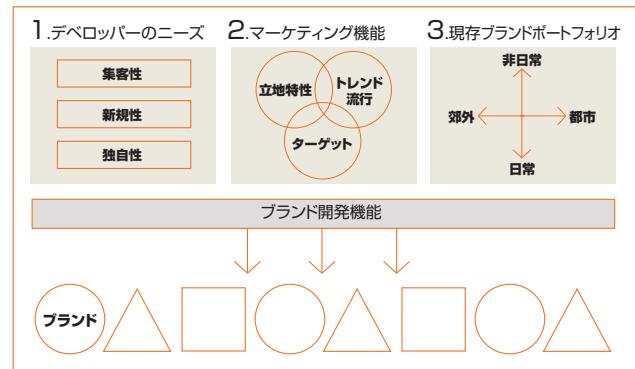 1.デベロッパーのニーズ
集客性
新規性
独自性
2.マーケティング機能
立地特性
トレンド
流行
ターゲット
3.現存ブランドポートフォリオ
非日常
郊外
都市
日常
ブランド開発機能
ブランド